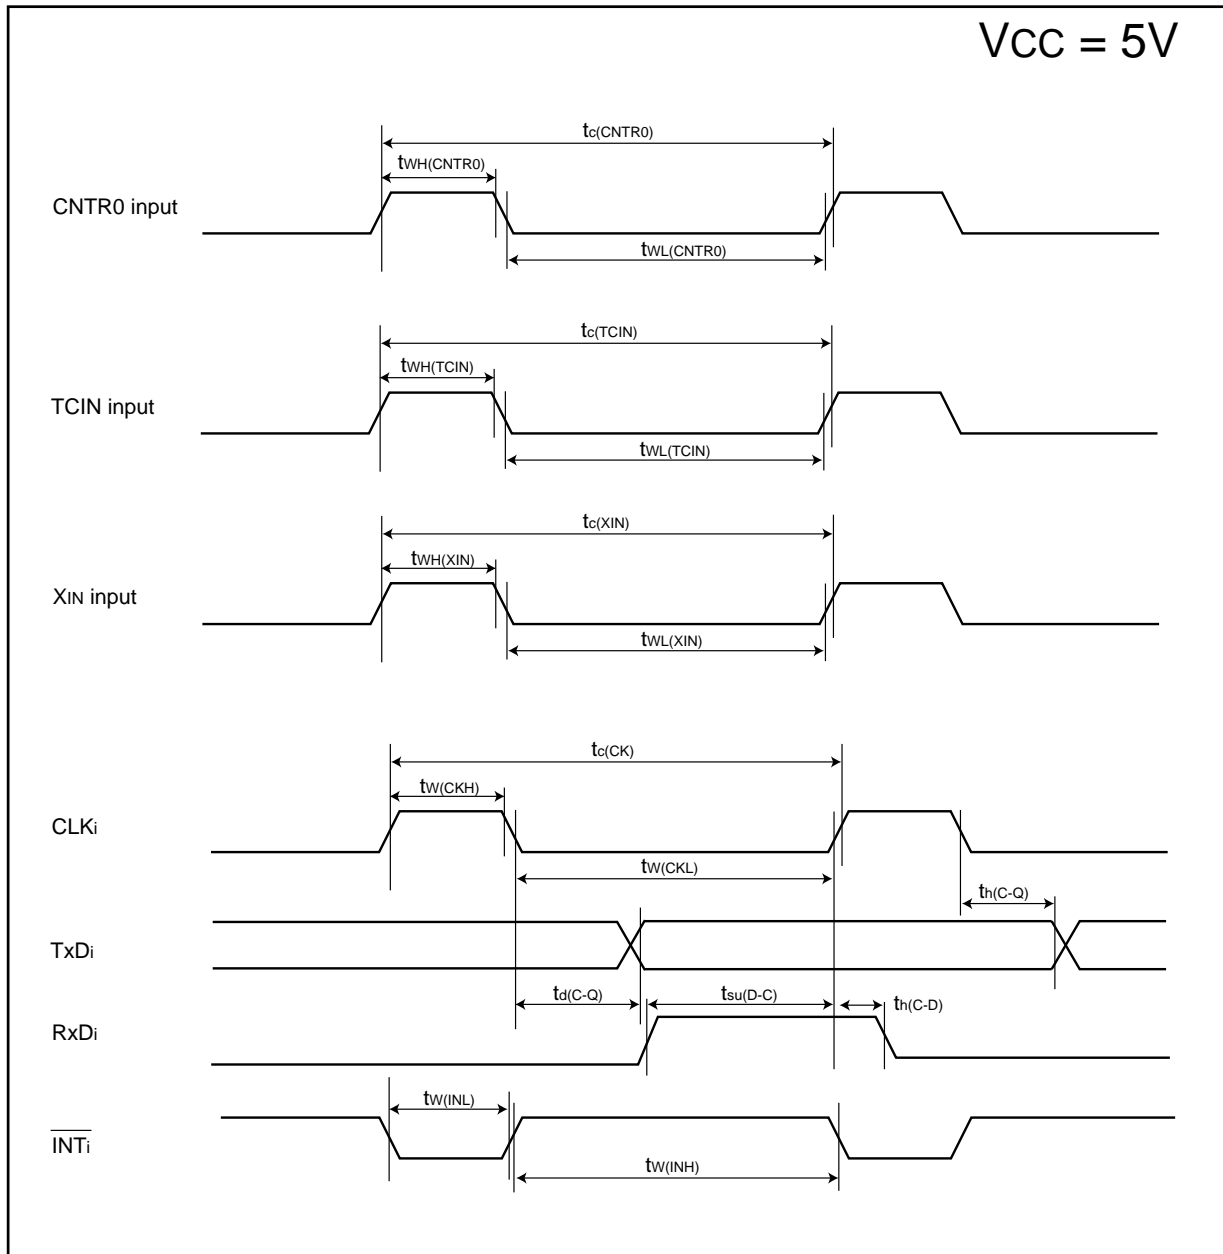 VCC = 5V
tc(CNTR0)
tWH(CNTR0)
CNTR0 input
tWL(CNTR0)
tc(TCIN)
tWH(TCIN)
TCIN input
tWL(TCIN)
tc(XIN)
tWH(XIN)
XIN input
tWL(XIN)
tc(CK)
tW(CKH)
CLKi
tW(CKL)
th(C-Q)
TxDi
td(C-Q)
tsu(D-C)
th(C-D)
RxDi
tW(INL)
INTi
tW(INH)